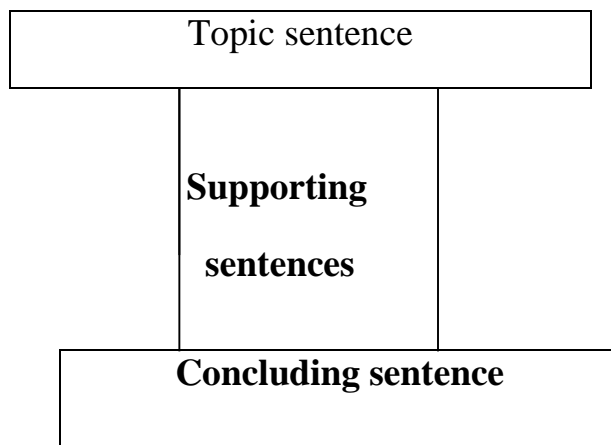 Topic sentence
Supporting
sentences
Concluding sentence